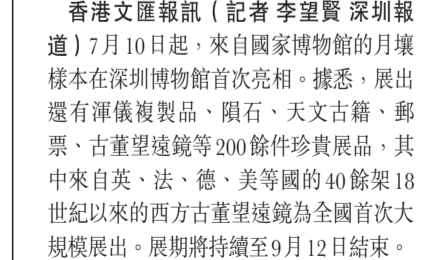 香港文匯報訊（記者 李望賢 深圳報
道）7月10日起，來自國家博物館的月壤
樣本在深圳博物館首次亮相。據悉，展出
還有渾儀複製品、隕石、天文古籍、郵
票、古董望遠鏡等200餘件珍貴展品，其
中來自英、法、德、美等國的40餘架18
世紀以來的西方古董望遠鏡為全國首次大
規模展出。展期將持續至9月12日結束。